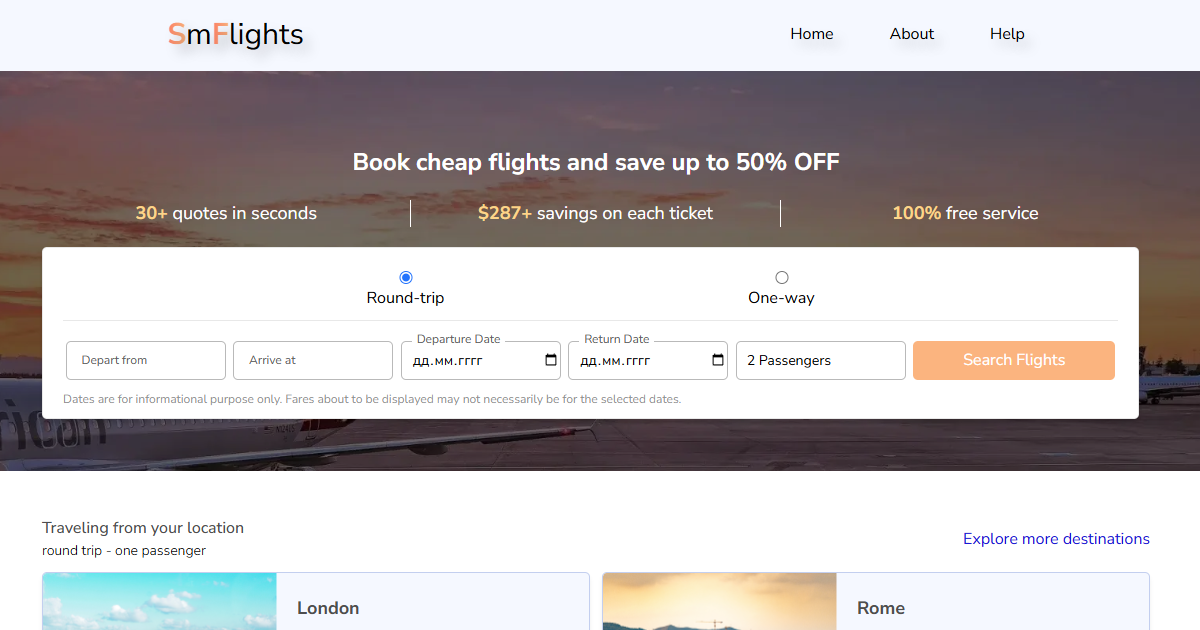 SmFlights
Home
About
Help
Book cheap flights and save up to 50% OFF
30+ quotes in seconds
$287+ savings on each ticket
100% free service
Round-trip
One-way
Depart from
Arrive at
Departure Date
дд.мм.гггг
Return Date
дд.мм.гггг
2 Passengers
Search Flights
Dates are for informational purpose only. Fares about to be displayed may not necessarily be for the selected dates.
rican
Traveling from your location
round trip - one passenger
Explore more destinations
London
Rome